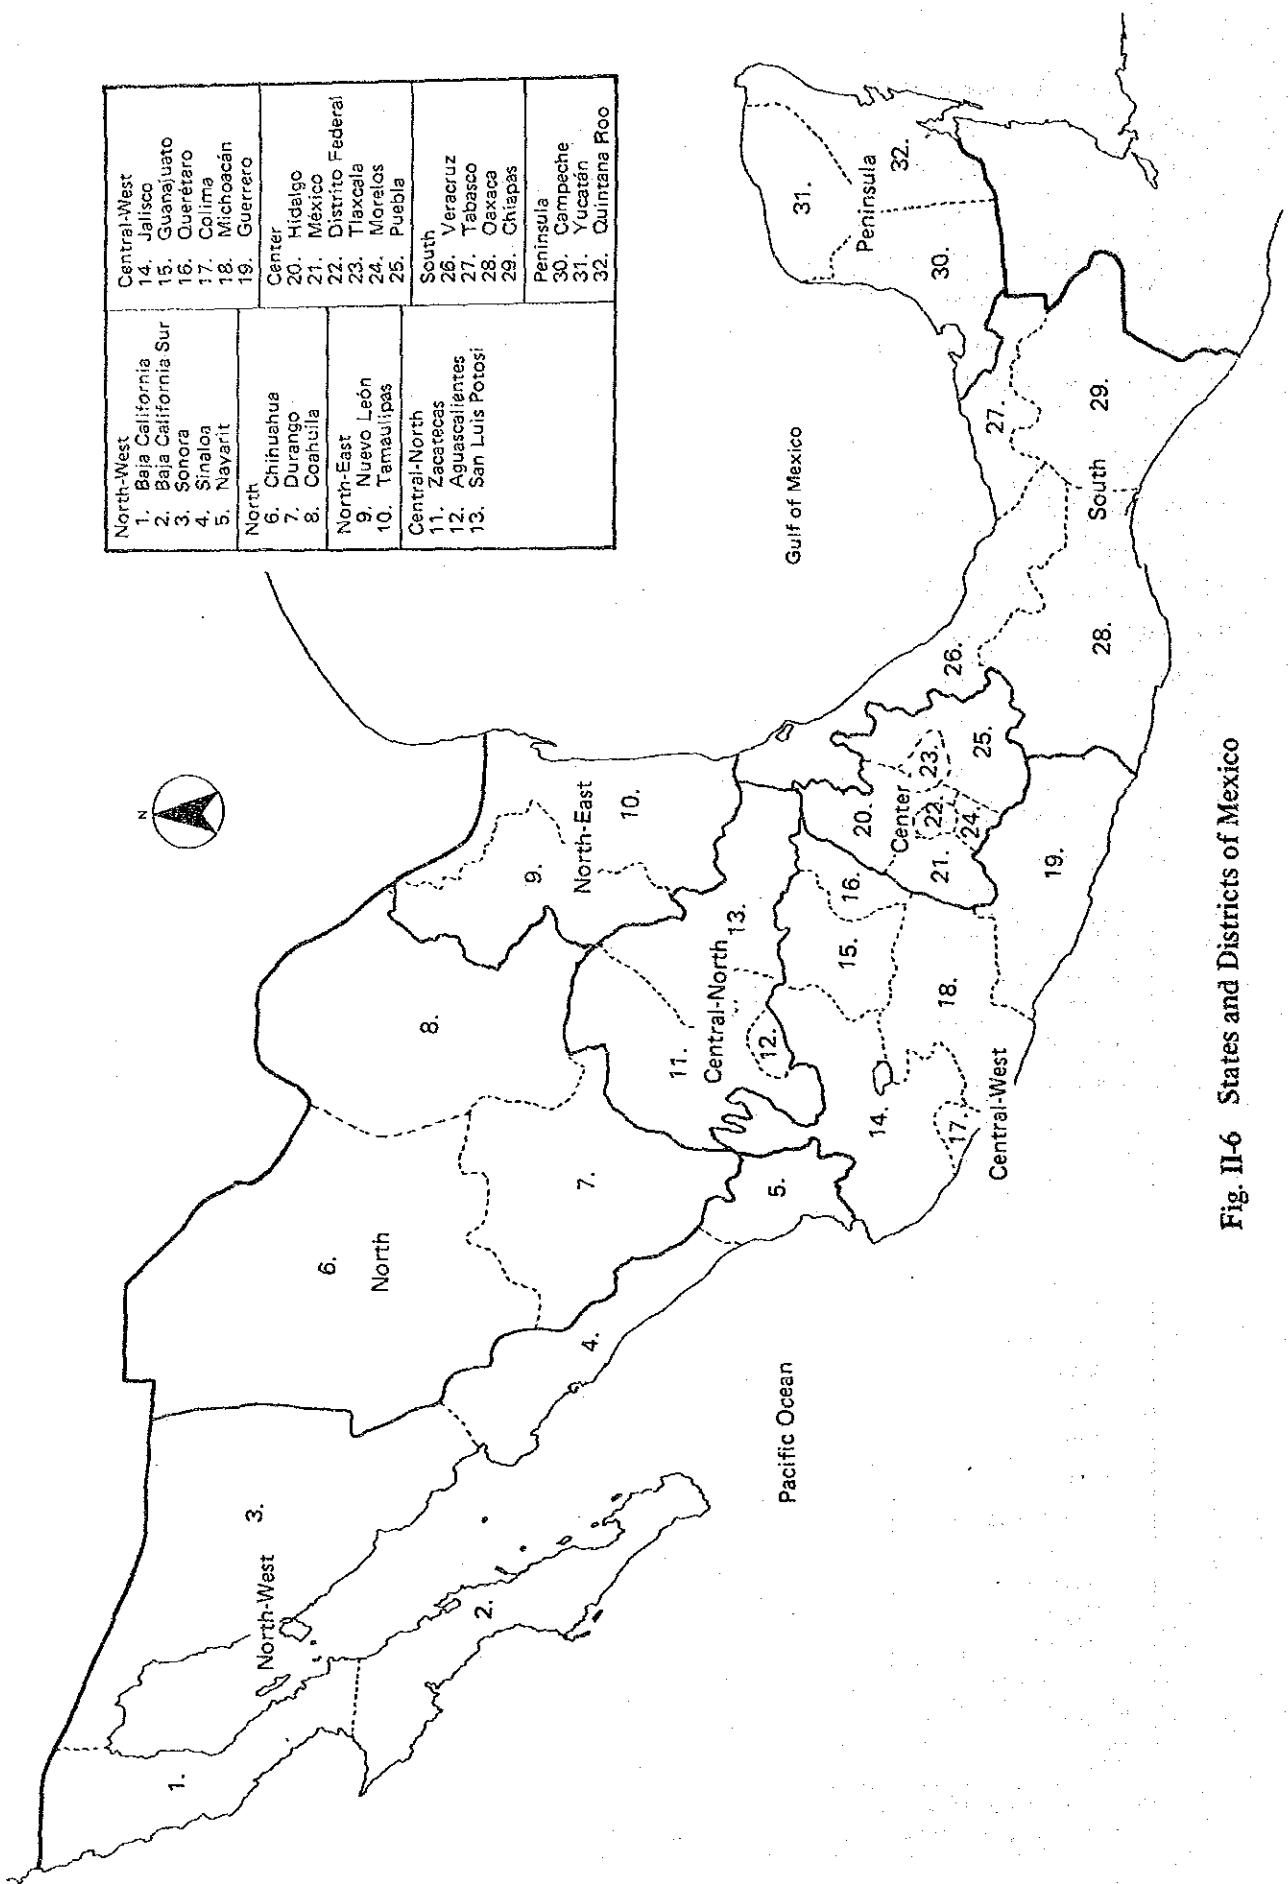 North-West
1. Baja California
2. Baja California Sur
3. Sonora
4. Sinaloa
5. Nayarit
North
6. Chihuahua
7. Durango
8. Coahuila
North-East
9. Nuevo León
10. Tamaulipas
Central-North
11. Zacatecas
12. Aguascalientes
13. San Luis Potosí
Central-West
14. Jalisco
15. Guanajuato
16. Querétaro
17. Colima
18. Michoacán
19. Guerrero
Center
20. Hidalgo
21. México
22. Distrito Federal
23. Tlaxcala
24. Morelos
25. Puebla
South
26. Veracruz
27. Tabasco
28. Oaxaca
29. Chiapas
Peninsula
30. Campeche
31. Yucatán
32. Quintana Roo
N
1.
North-West
3.
2.
6.
North
8.
4.
7.
9.
North-East
10.
5.
11.
Central-North
13.
12.
Pacific Ocean
Gulf of Mexico
14.
15.
16.
20.
Center
21.
22.
23.
24.
25.
17.
18.
Central-West
19.
26.
28.
South
27.
29.
30.
31.
Peninsula
32.
Fig. II-6 States and Districts of Mexico